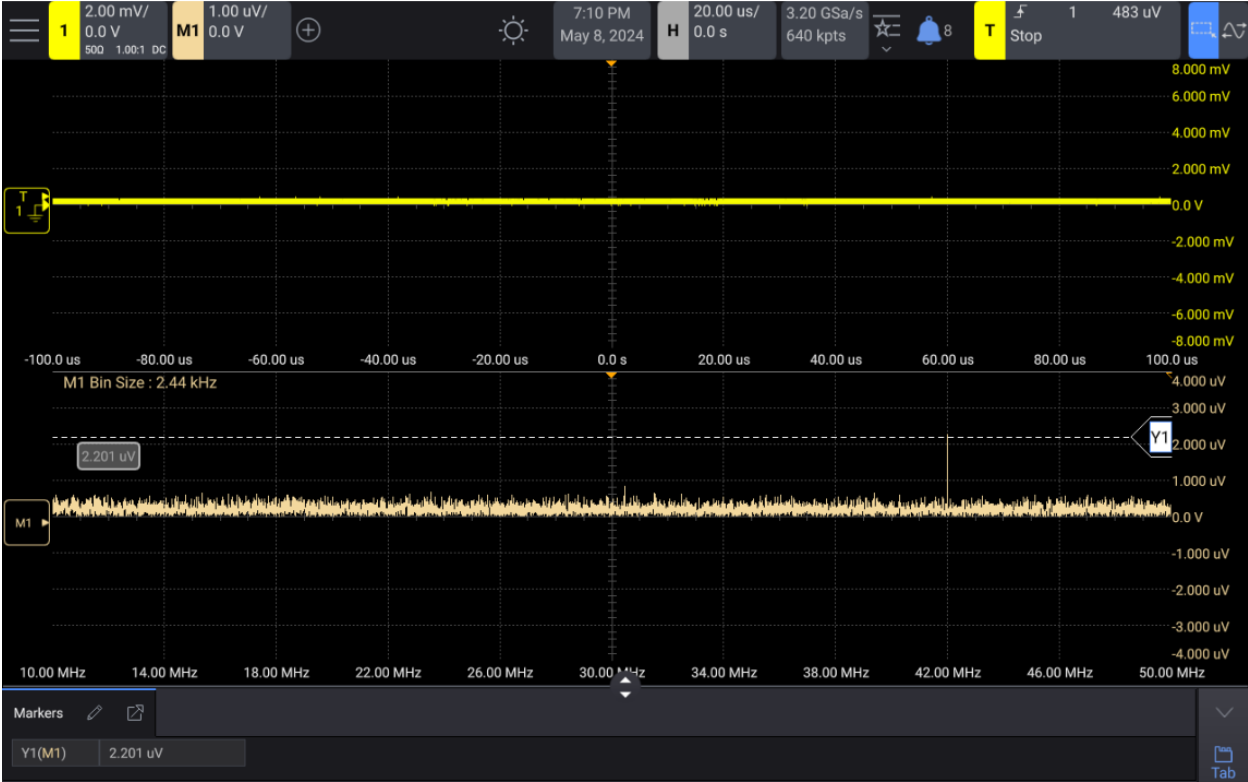 1 2.00 mV/ 0.0 V 50Ω 1.00:1 DC
M1 1.00 uV/ 0.0 V
7:10 PM
May 8, 2024
H 20.00 us/ 0.0 s
3.20 GSa/s
640 kpts
8
T 1 483 uV
Stop
8.000 mV
6.000 mV
4.000 mV
2.000 mV
T
1
0.0 V
-2.000 mV
-4.000 mV
-6.000 mV
-8.000 mV
-100.0 us -80.00 us -60.00 us -40.00 us -20.00 us 0.0 s 20.00 us 40.00 us 60.00 us 80.00 us 100.0 us
M1 Bin Size : 2.44 kHz
4.000 uV
3.000 uV
Y1
2.000 uV
2.201 uV
1.000 uV
M1
0.0 V
-1.000 uV
-2.000 uV
-3.000 uV
-4.000 uV
10.00 MHz 14.00 MHz 18.00 MHz 22.00 MHz 26.00 MHz 30.00 34.00 MHz 38.00 MHz 42.00 MHz 46.00 MHz 50.00 MHz
Markers
Y1(M1) 2.201 uV
Tab